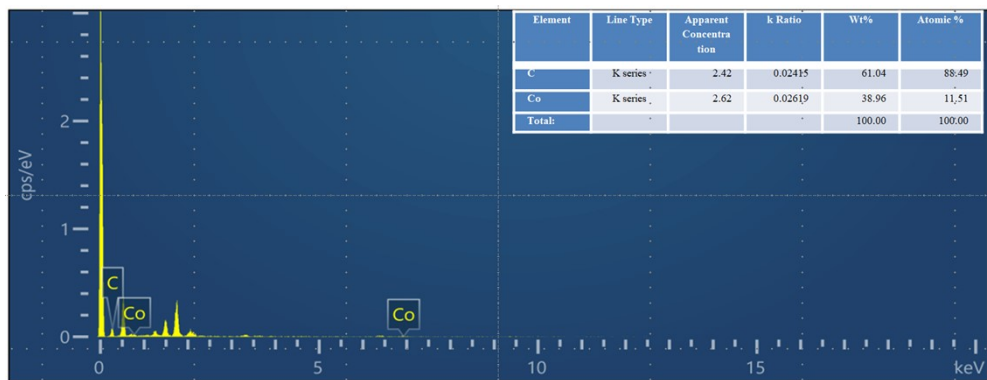 Element Line Type Apparent Concentra tion k Ratio Wt% Atomic %
C K series 2.42 0.02415 61.04 88.49
Co K series 2.62 0.02619 38.96 11.51
Total: 100.00 100.00
2
cps/eV
1
C
Co
Co
0
0 5 10 15 keV